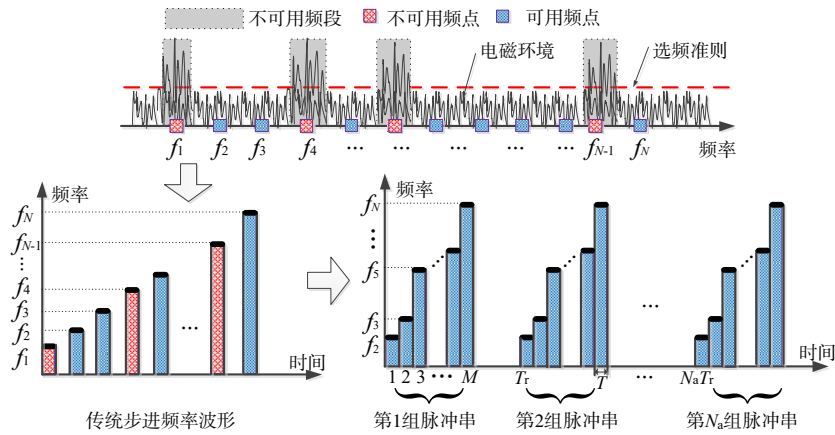 不可用频段 不可用频点 可用频点
电磁环境 选频准则
f1 f2 f3 f4 ... ... ... ... fN-1 fN 频率
频率
fN
fN-1
...
f4
f3
f2
f1
...
时间
传统步进频率波形
频率
fN
...
f5
f3
f2
...
1 2 3 ... M Tr T ... NaTr
时间
第1组脉冲串 第2组脉冲串 第Na组脉冲串